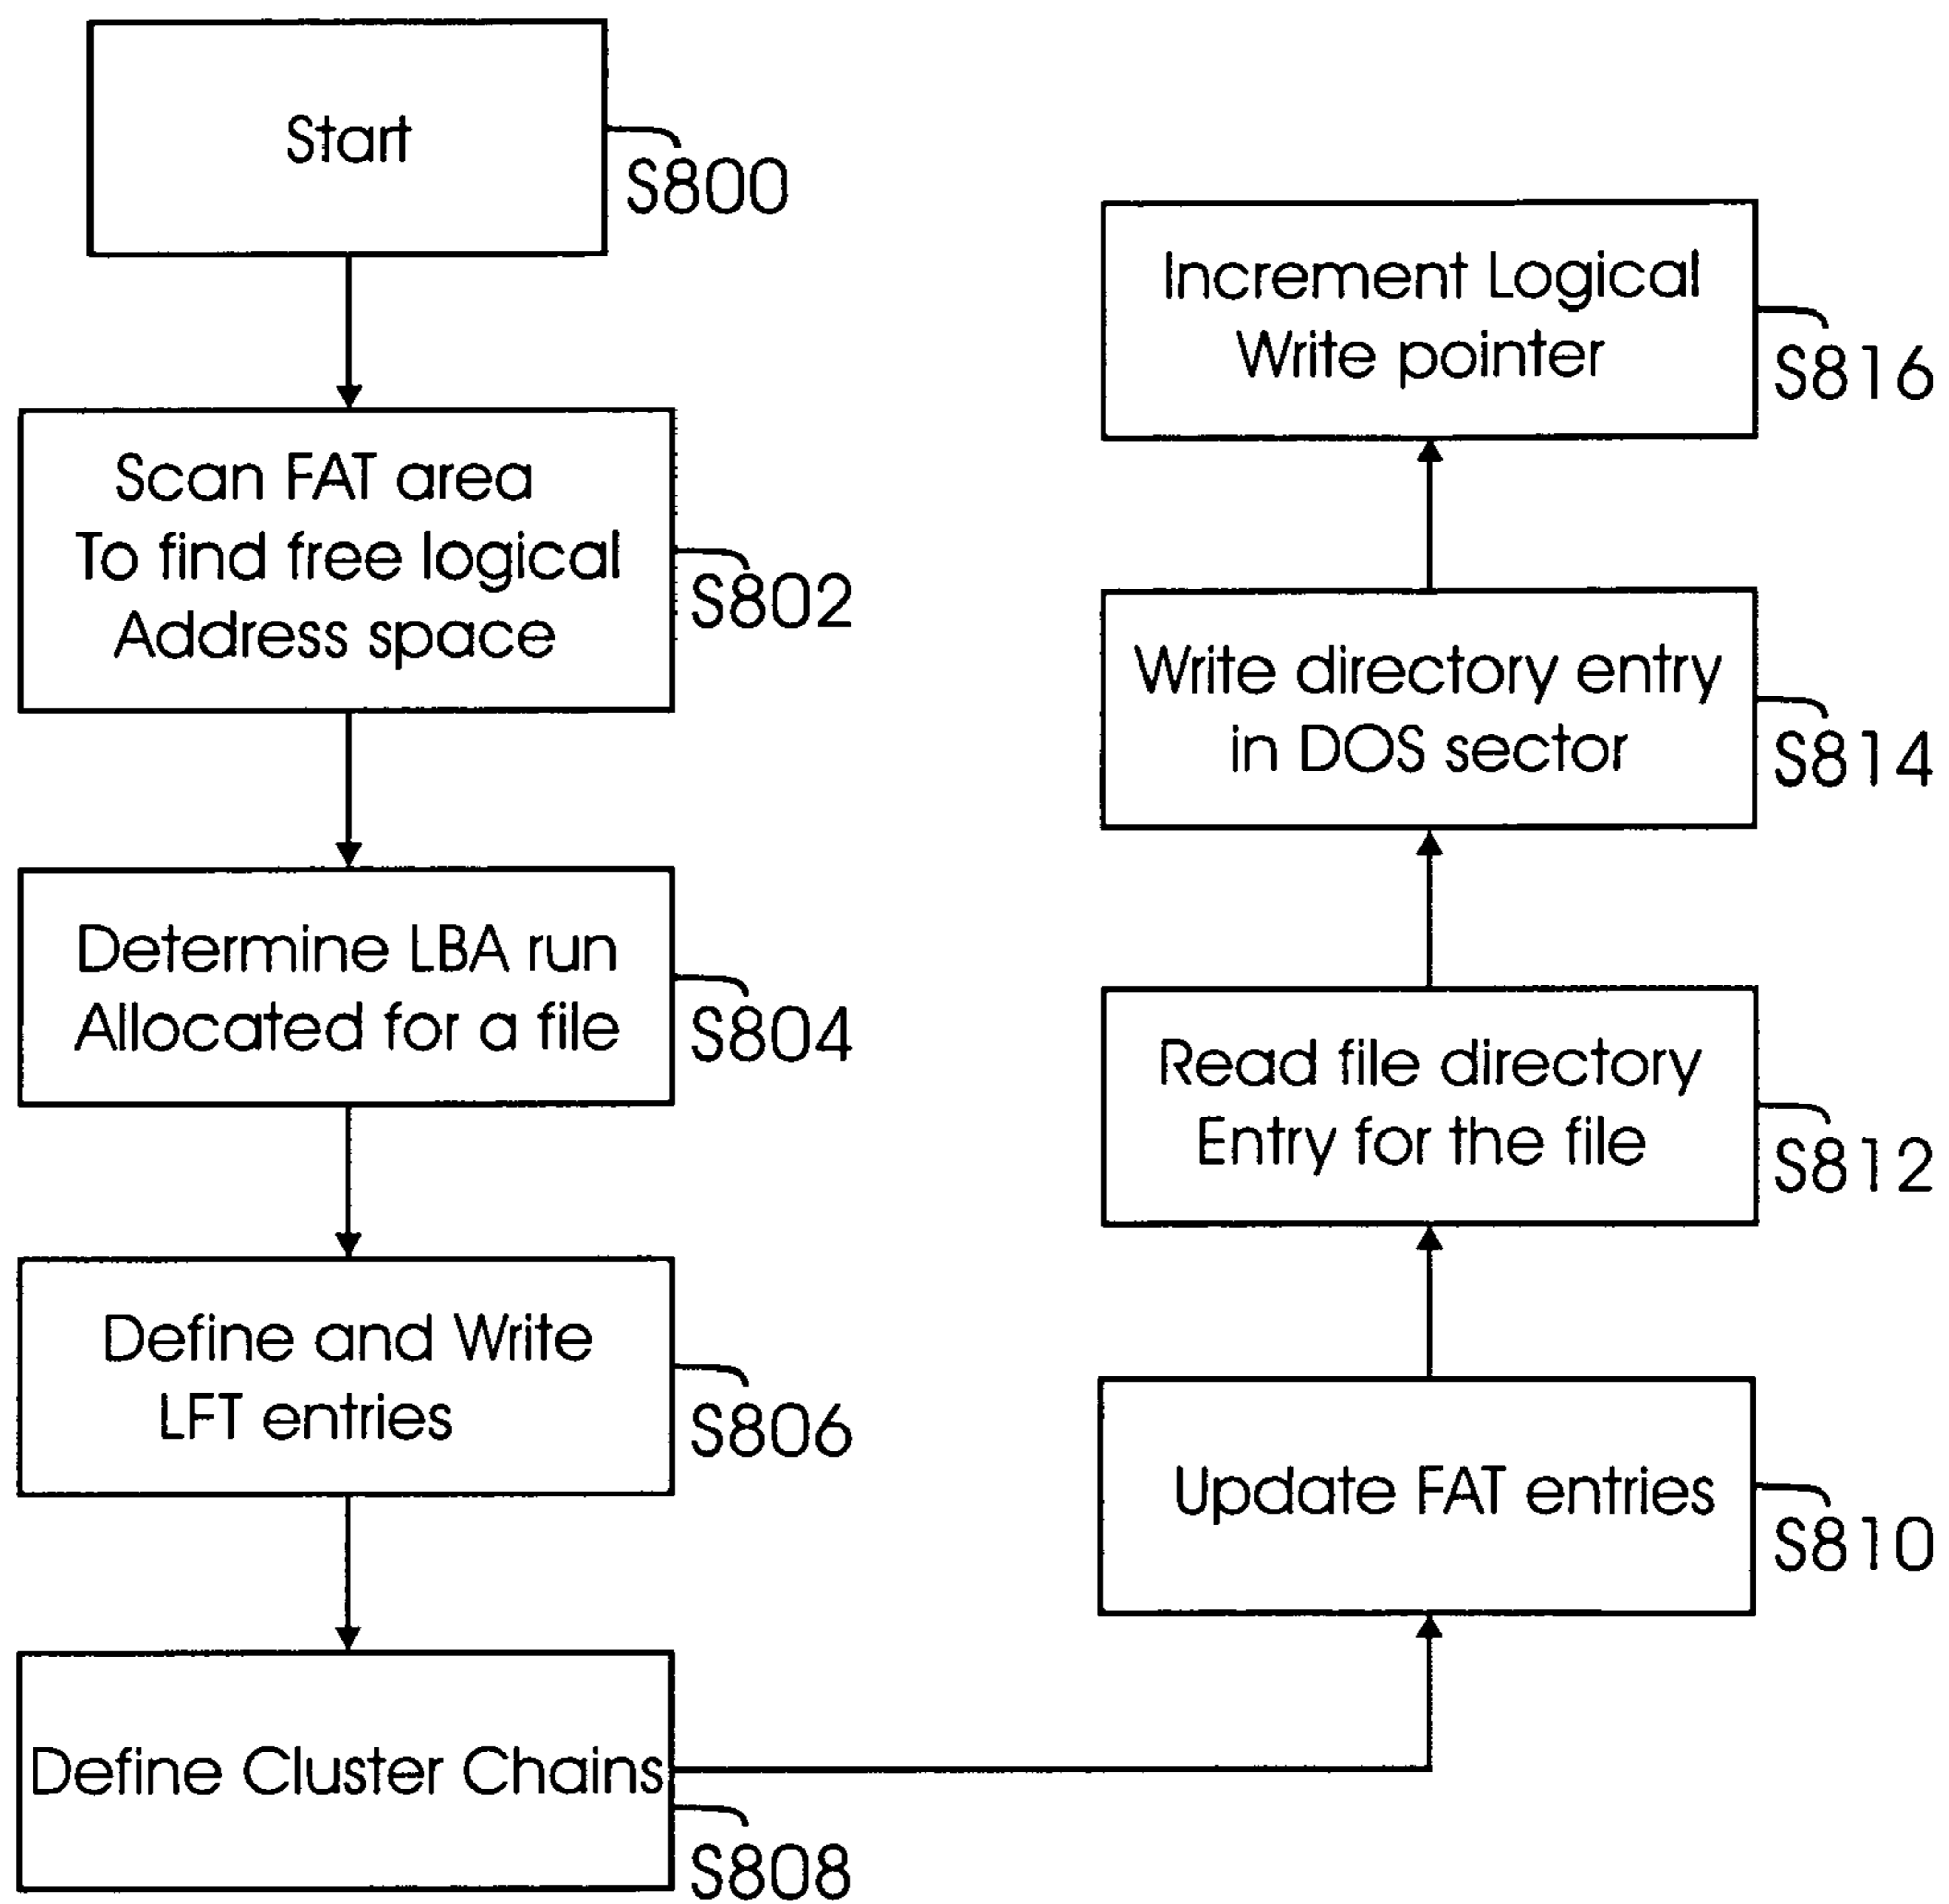 Start
S800
Scan FAT area
To find free logical
Address space
S802
Determine LBA run
Allocated for a file
S804
Define and Write
LFT entries
S806
Define Cluster Chains
S808
Update FAT entries
S810
Read file directory
Entry for the file
S812
Write directory entry
in DOS sector
S814
Increment Logical
Write pointer
S816